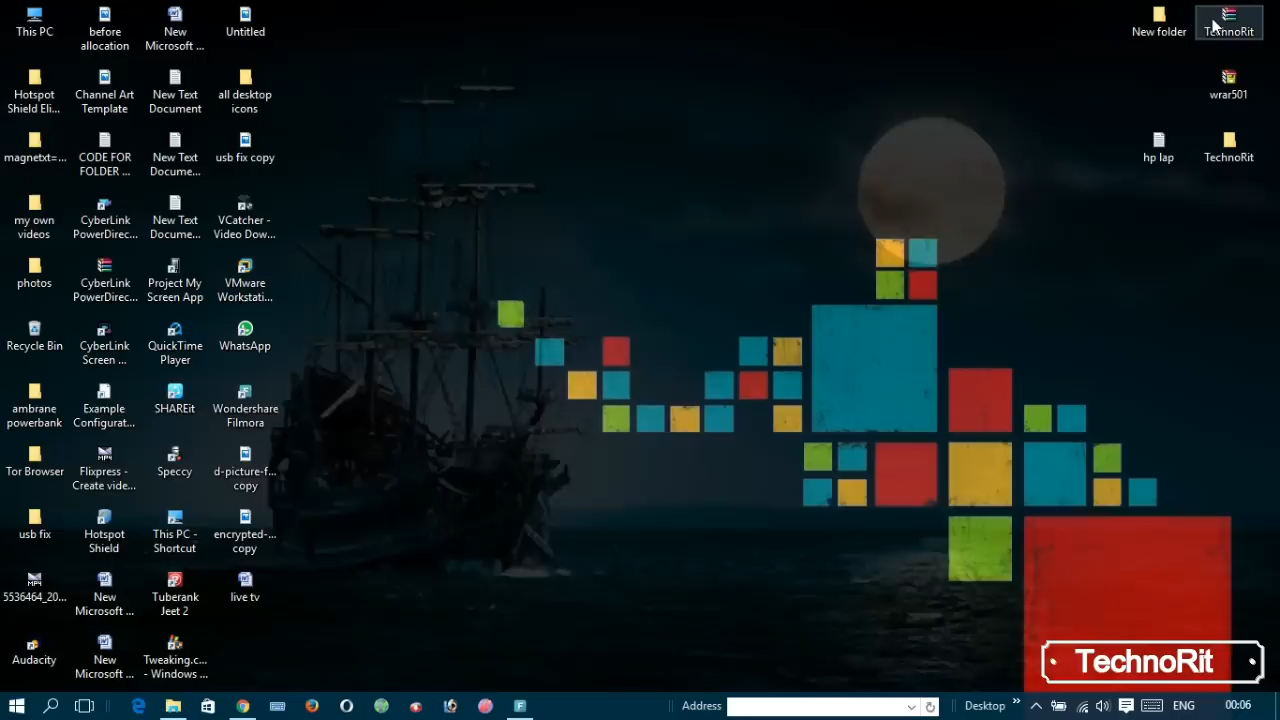 This PC
before
allocation
New
Microsoft ...
Untitled
New folder
TechnoRit
Hotspot
Shield Eli...
Channel Art
Template
New Text
Document
all desktop
icons
wrar501
magnetxt=...
CODE FOR
FOLDER ...
New Text
Docume...
usb fix copy
hp lap
TechnoRit
my own
videos
CyberLink
PowerDirec...
New Text
Docume...
VCatcher -
Video Dow...
photos
CyberLink
PowerDirec...
Project My
Screen App
VMware
Workstati...
Recycle Bin
CyberLink
Screen ...
QuickTime
Player
WhatsApp
ambrane
powerbank
Example
Configurat...
SHAREit
Wondershare
Filmora
Tor Browser
Flixpress -
Create vide...
Speccy
d-picture-f...
copy
usb fix
Hotspot
Shield
This PC -
Shortcut
encrypted-...
copy
5536464_20...
New
Microsoft ...
Tuberank
Jeet 2
live tv
Audacity
New
Microsoft ...
Tweaking.c...
- Windows ...
TechnoRit
Address
Desktop
ENG
00:06